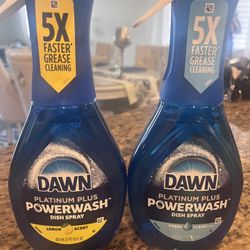 5X
FASTER
GREASE
CLEANING
DAWN
PLATINUM PLUS
POWERWASH
DISH SPRAY
LEMON SCENT
5X
FASTER
GREASE
CLEANING
DAWN
PLATINUM PLUS
POWERWASH
DISH SPRAY
FRESH